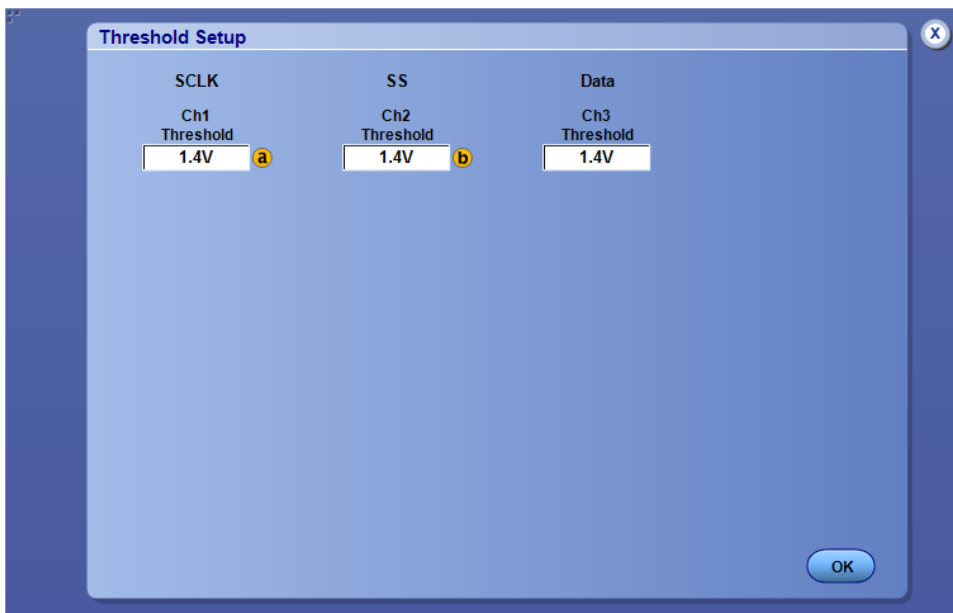 Threshold Setup
X
SCLK SS Data
Ch1 Ch2 Ch3
Threshold Threshold Threshold
1.4V a 1.4V b 1.4V
OK